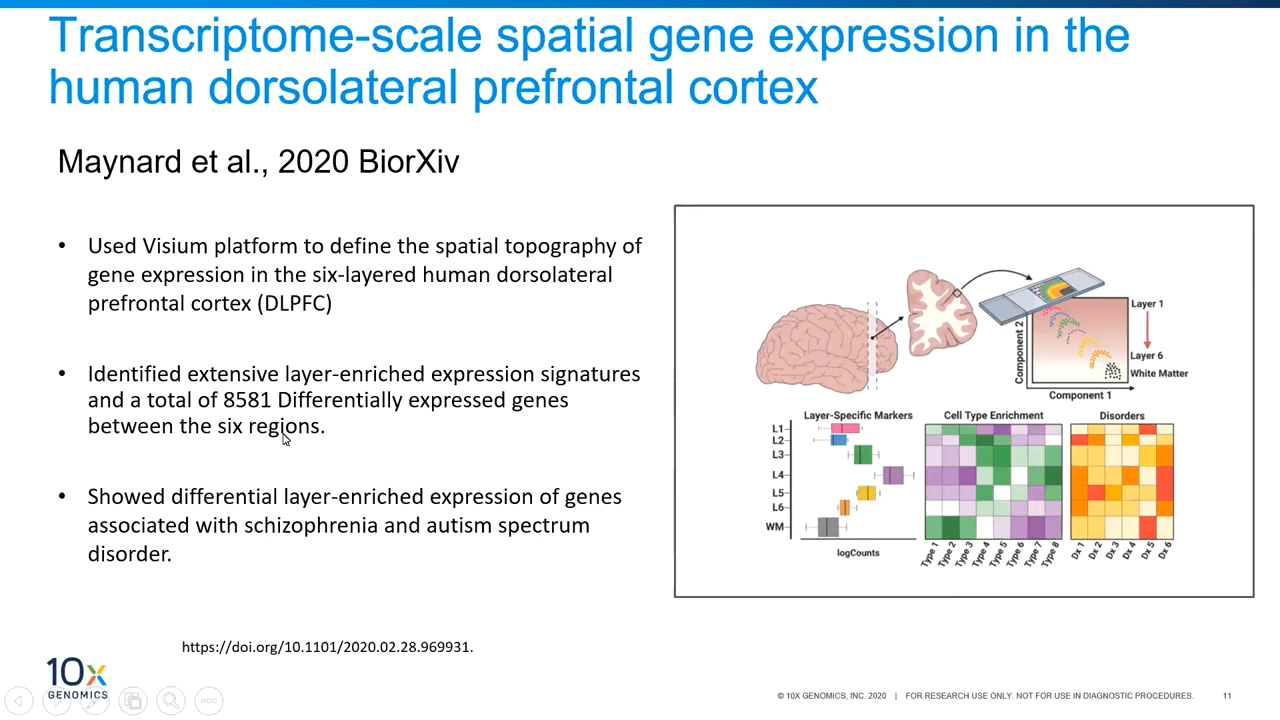 Transcriptome-scale spatial gene expression in the
human dorsolateral prefrontal cortex
Maynard et al., 2020 BiorXiv
• Used Visium platform to define the spatial topography of
gene expression in the six-layered human dorsolateral
prefrontal cortex (DLPFC)
• Identified extensive layer-enriched expression signatures
and a total of 8581 Differentially expressed genes
between the six regions.
• Showed differential layer-enriched expression of genes
associated with schizophrenia and autism spectrum
disorder.
https://doi.org/10.1101/2020.02.28.969931.
Layer 1
Layer 6
White Matter
Component 2
Component 1
Layer-Specific Markers
L1
L2
L3
L4
L5
L6
WM
logCounts
Cell Type Enrichment
Type 1
Type 2
Type 3
Type 4
Type 5
Type 6
Type 7
Type 8
Disorders
Dx 1
Dx 2
Dx 3
Dx 4
Dx 5
Dx 6
10x
GENOMICS
© 10X GENOMICS, INC. 2020 | FOR RESEARCH USE ONLY. NOT FOR USE IN DIAGNOSTIC PROCEDURES.
11